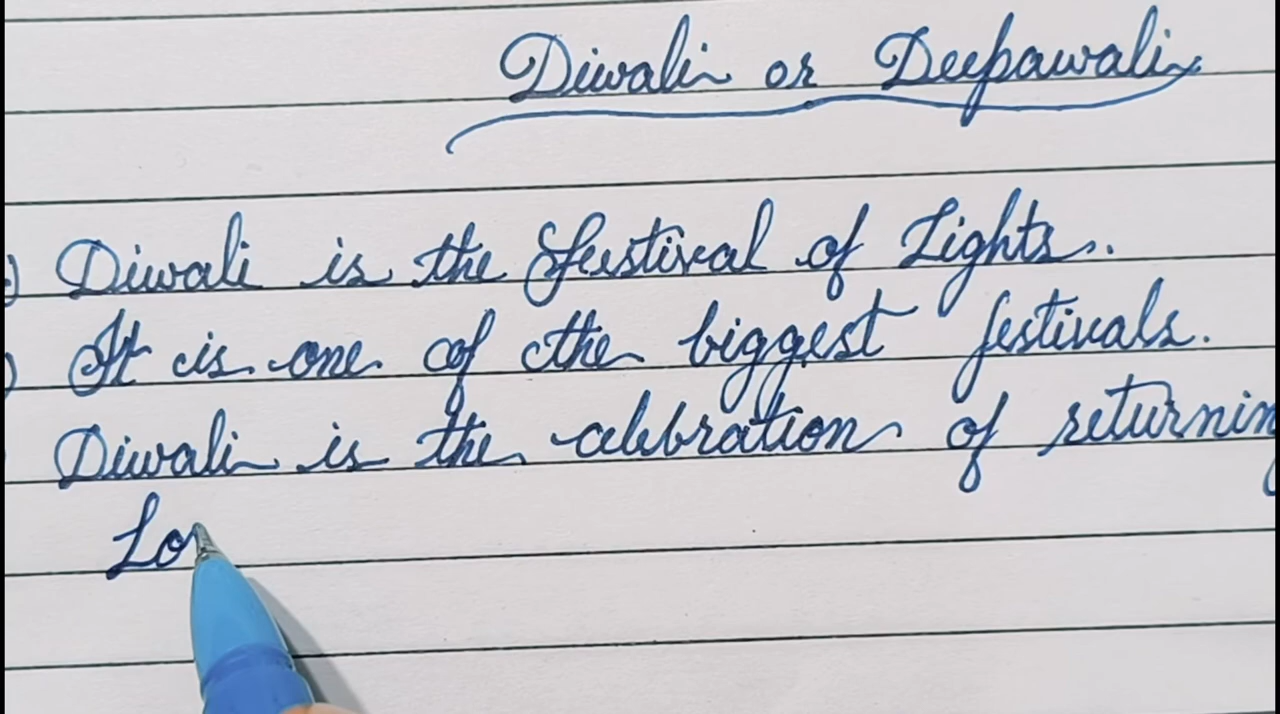 Diwali or Deepawali
) Diwali is the festival of Lights..
) It is one of the biggest festivals.
Diwali is the celebration of returning
Lo